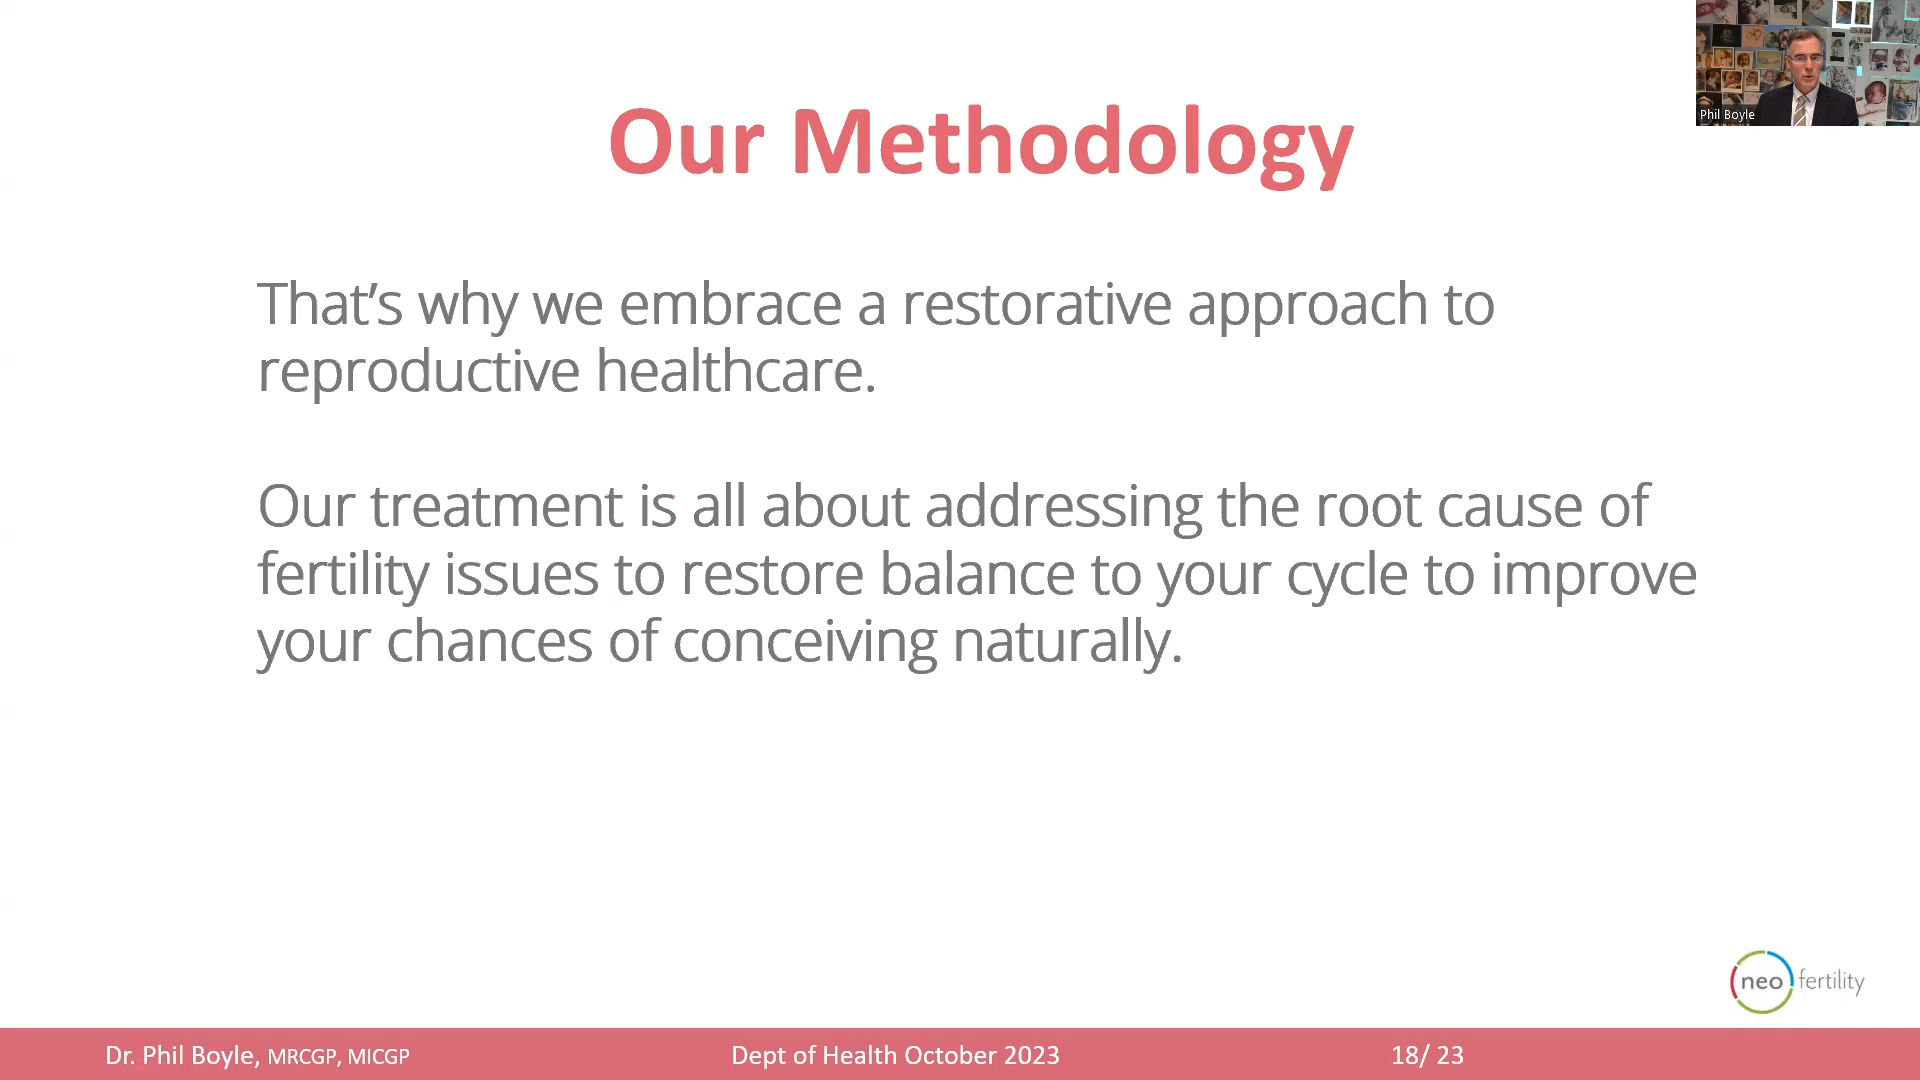 Phil Boyle
Our Methodology
That’s why we embrace a restorative approach to
reproductive healthcare.
Our treatment is all about addressing the root cause of
fertility issues to restore balance to your cycle to improve
your chances of conceiving naturally.
neo fertility
Dr. Phil Boyle, MRCGP, MICGP
Dept of Health October 2023
18/ 23